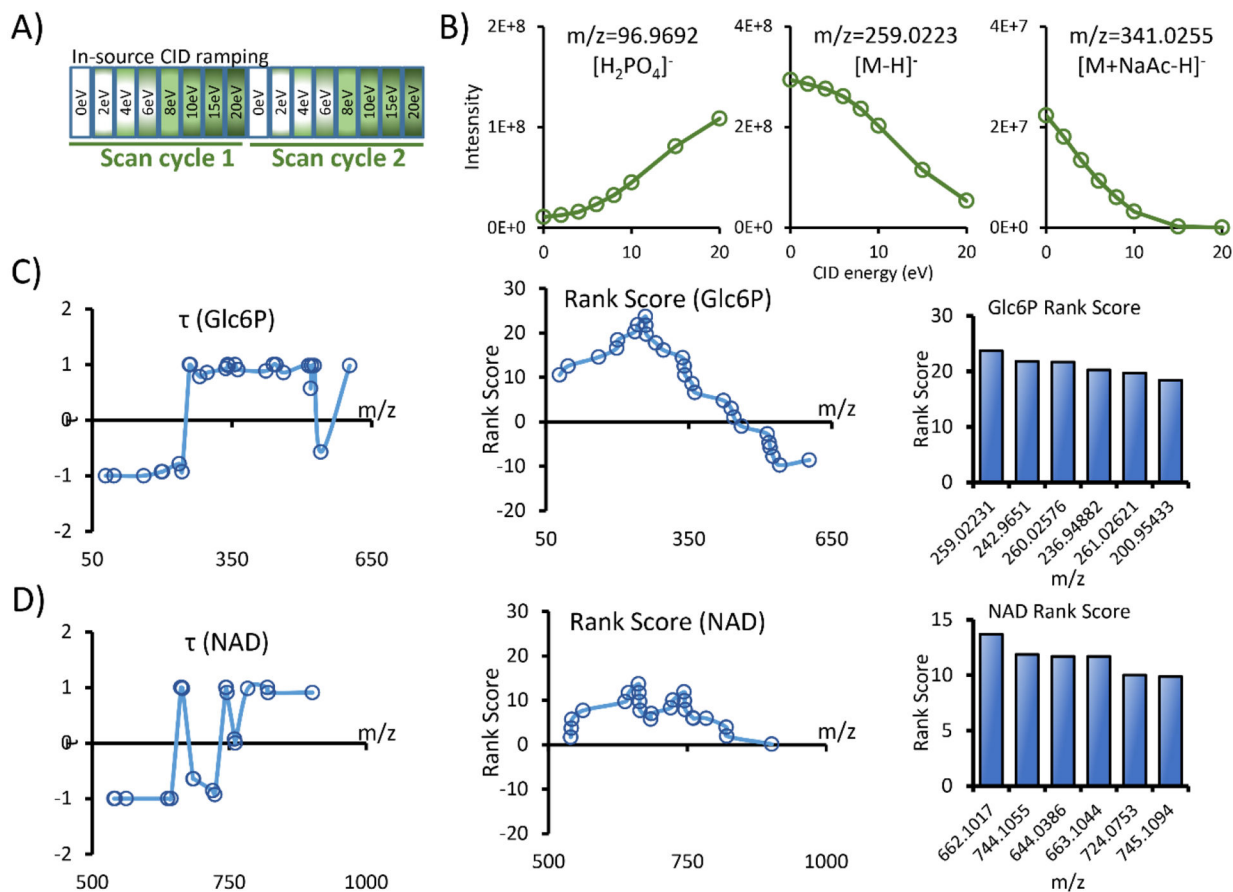 A)
In-source CID ramping
0eV 2eV 4eV 6eV 8eV 10eV 15eV 20eV 0eV 2eV 4eV 6eV 8eV 10eV 15eV 20eV
Scan cycle 1 Scan cycle 2
B)
Intesnsity
2E+8
1E+8
0E+0
m/z=96.9692
[H₂PO₄]⁻
0 10 20
4E+8
2E+8
0E+0
m/z=259.0223
[M-H]⁻
0 10 20
CID energy (eV)
4E+7
2E+7
0E+0
m/z=341.0255
[M+NaAc-H]⁻
0 10 20
C)
τ (Glc6P)
2
1
0
-1
-2
τ
m/z
50 350 650
Rank Score (Glc6P)
Rank Score
30
20
10
0
-10
-20
m/z
50 350 650
Glc6P Rank Score
Rank Score
30
20
10
0
259.02231 242.9651 260.02576 236.94882 261.02621 200.95433
m/z
D)
τ (NAD)
2
1
0
-1
-2
τ
m/z
500 750 1000
Rank Score (NAD)
Rank Score
30
20
10
0
-10
-20
m/z
500 750 1000
NAD Rank Score
Rank Score
15
10
5
0
662.1017 744.1055 644.0386 663.1044 724.0753 745.1094
m/z